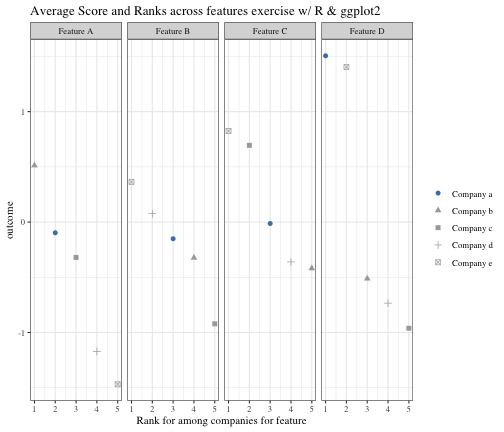 Average Score and Ranks across features exercise w/ R & ggplot2
Feature A
Feature B
Feature C
Feature D
outcome
1
0
-1
1 2 3 4 5
1 2 3 4 5
1 2 3 4 5
1 2 3 4 5
Rank for among companies for feature
Company a
Company b
Company c
Company d
Company e